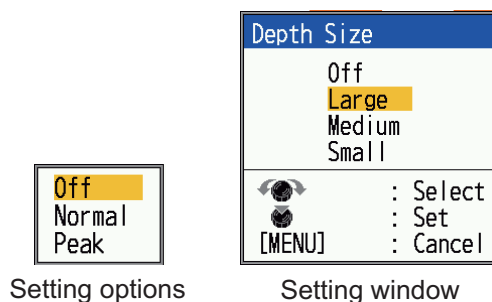 Off
Normal
Peak
Setting options
Depth Size
Off
Large
Medium
Small
: Select
: Set
[MENU] : Cancel
Setting window